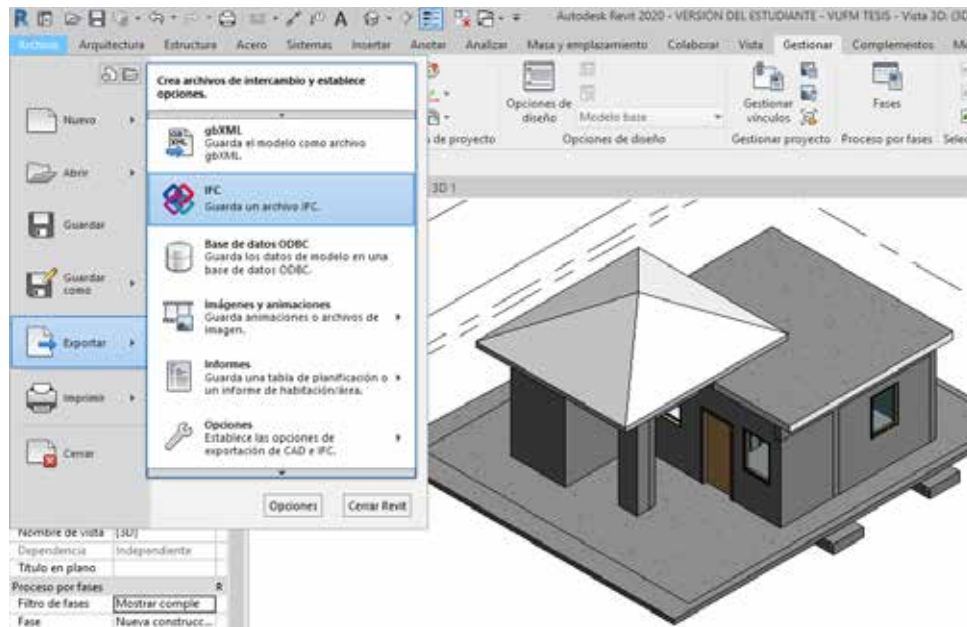 Autodesk Revit 2020 - VERSIÓN DEL ESTUDIANTE - VUFM TESIS - Vista 3D: {3D
Archivo Arquitectura Estructura Acero Sistemas Insertar Anotar Analizar Masa y emplazamiento Colaborar Vista Gestionar Complementos
Crea archivos de intercambio y establece
opciones.
Nuevo
Abrir
Guardar
Guardar
como
Exportar
Imprimir
Cerrar
gbXML
Guarda el modelo como archivo
gbXML.
IFC
Guarda un archivo IFC.
Base de datos ODBC
Guarda los datos de modelo en una
base de datos ODBC.
Imágenes y animaciones
Guarda animaciones o archivos de
imagen.
Informes
Guarda una tabla de planificación o
un informe de habitación/área.
Opciones
Establece las opciones de
exportación de CAD e IFC.
Opciones Cerrar Revit
Opciones de
diseño
Modelo base
Gestionar
vínculos
Fases
de proyecto Opciones de diseño Gestionar proyecto Proceso por fases Selec
3D 1
Nombre de vista {3D}
Dependencia Independiente
Título en plano
Proceso por fases
Filtro de fases Mostrar comple
Fase Nueva construcc...